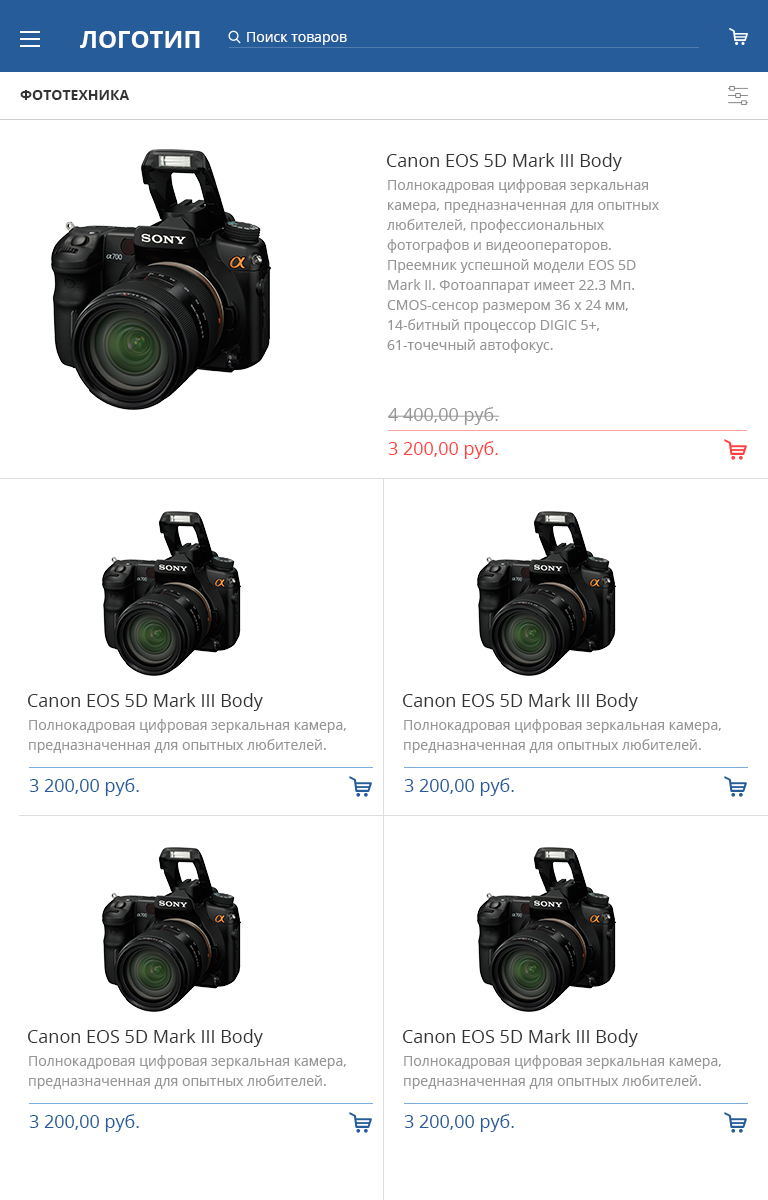 ЛОГОТИП
Поиск товаров
ФОТОТЕХНИКА
SONY
α700
α
Canon EOS 5D Mark III Body
Полнокадровая цифровая зеркальная
камера, предназначенная для опытных
любителей, профессиональных
фотографов и видеооператоров.
Преемник успешной модели EOS 5D
Mark II. Фотоаппарат имеет 22.3 Мп.
CMOS-сенсор размером 36 x 24 мм,
14-битный процессор DIGIC 5+,
61-точечный автофокус.
4 400,00 руб.
3 200,00 руб.
SONY
α700
α
SONY
α700
α
Canon EOS 5D Mark III Body
Canon EOS 5D Mark III Body
Полнокадровая цифровая зеркальная камера,
предназначенная для опытных любителей.
Полнокадровая цифровая зеркальная камера,
предназначенная для опытных любителей.
3 200,00 руб.
3 200,00 руб.
SONY
α700
α
SONY
α700
α
Canon EOS 5D Mark III Body
Canon EOS 5D Mark III Body
Полнокадровая цифровая зеркальная камера,
предназначенная для опытных любителей.
Полнокадровая цифровая зеркальная камера,
предназначенная для опытных любителей.
3 200,00 руб.
3 200,00 руб.